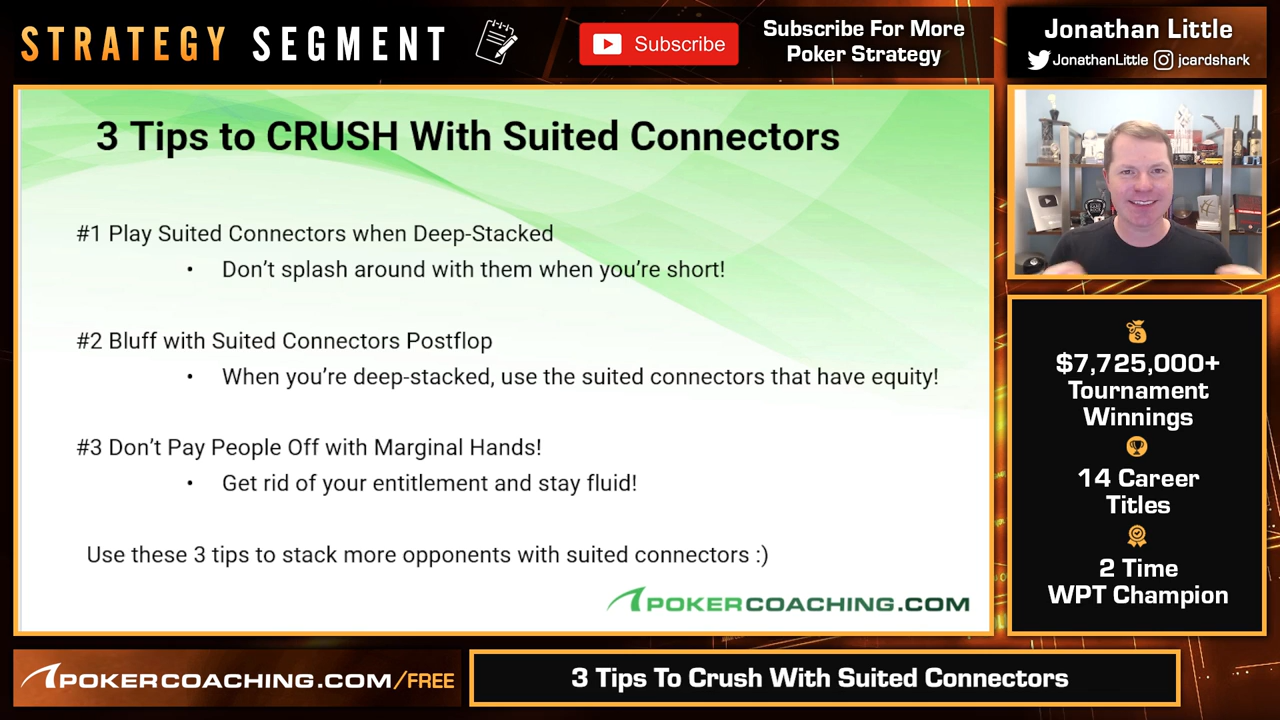 STRATEGY SEGMENT
Subscribe
Subscribe For More
Poker Strategy
Jonathan Little
JonathanLittle jcardshark
3 Tips to CRUSH With Suited Connectors
#1 Play Suited Connectors when Deep-Stacked
• Don’t splash around with them when you’re short!
#2 Bluff with Suited Connectors Postflop
• When you’re deep-stacked, use the suited connectors that have equity!
#3 Don’t Pay People Off with Marginal Hands!
• Get rid of your entitlement and stay fluid!
Use these 3 tips to stack more opponents with suited connectors :)
POKERCOACHING.COM
$7,725,000+
Tournament
Winnings
14 Career
Titles
2 Time
WPT Champion
POKERCOACHING.COM/FREE
3 Tips To Crush With Suited Connectors